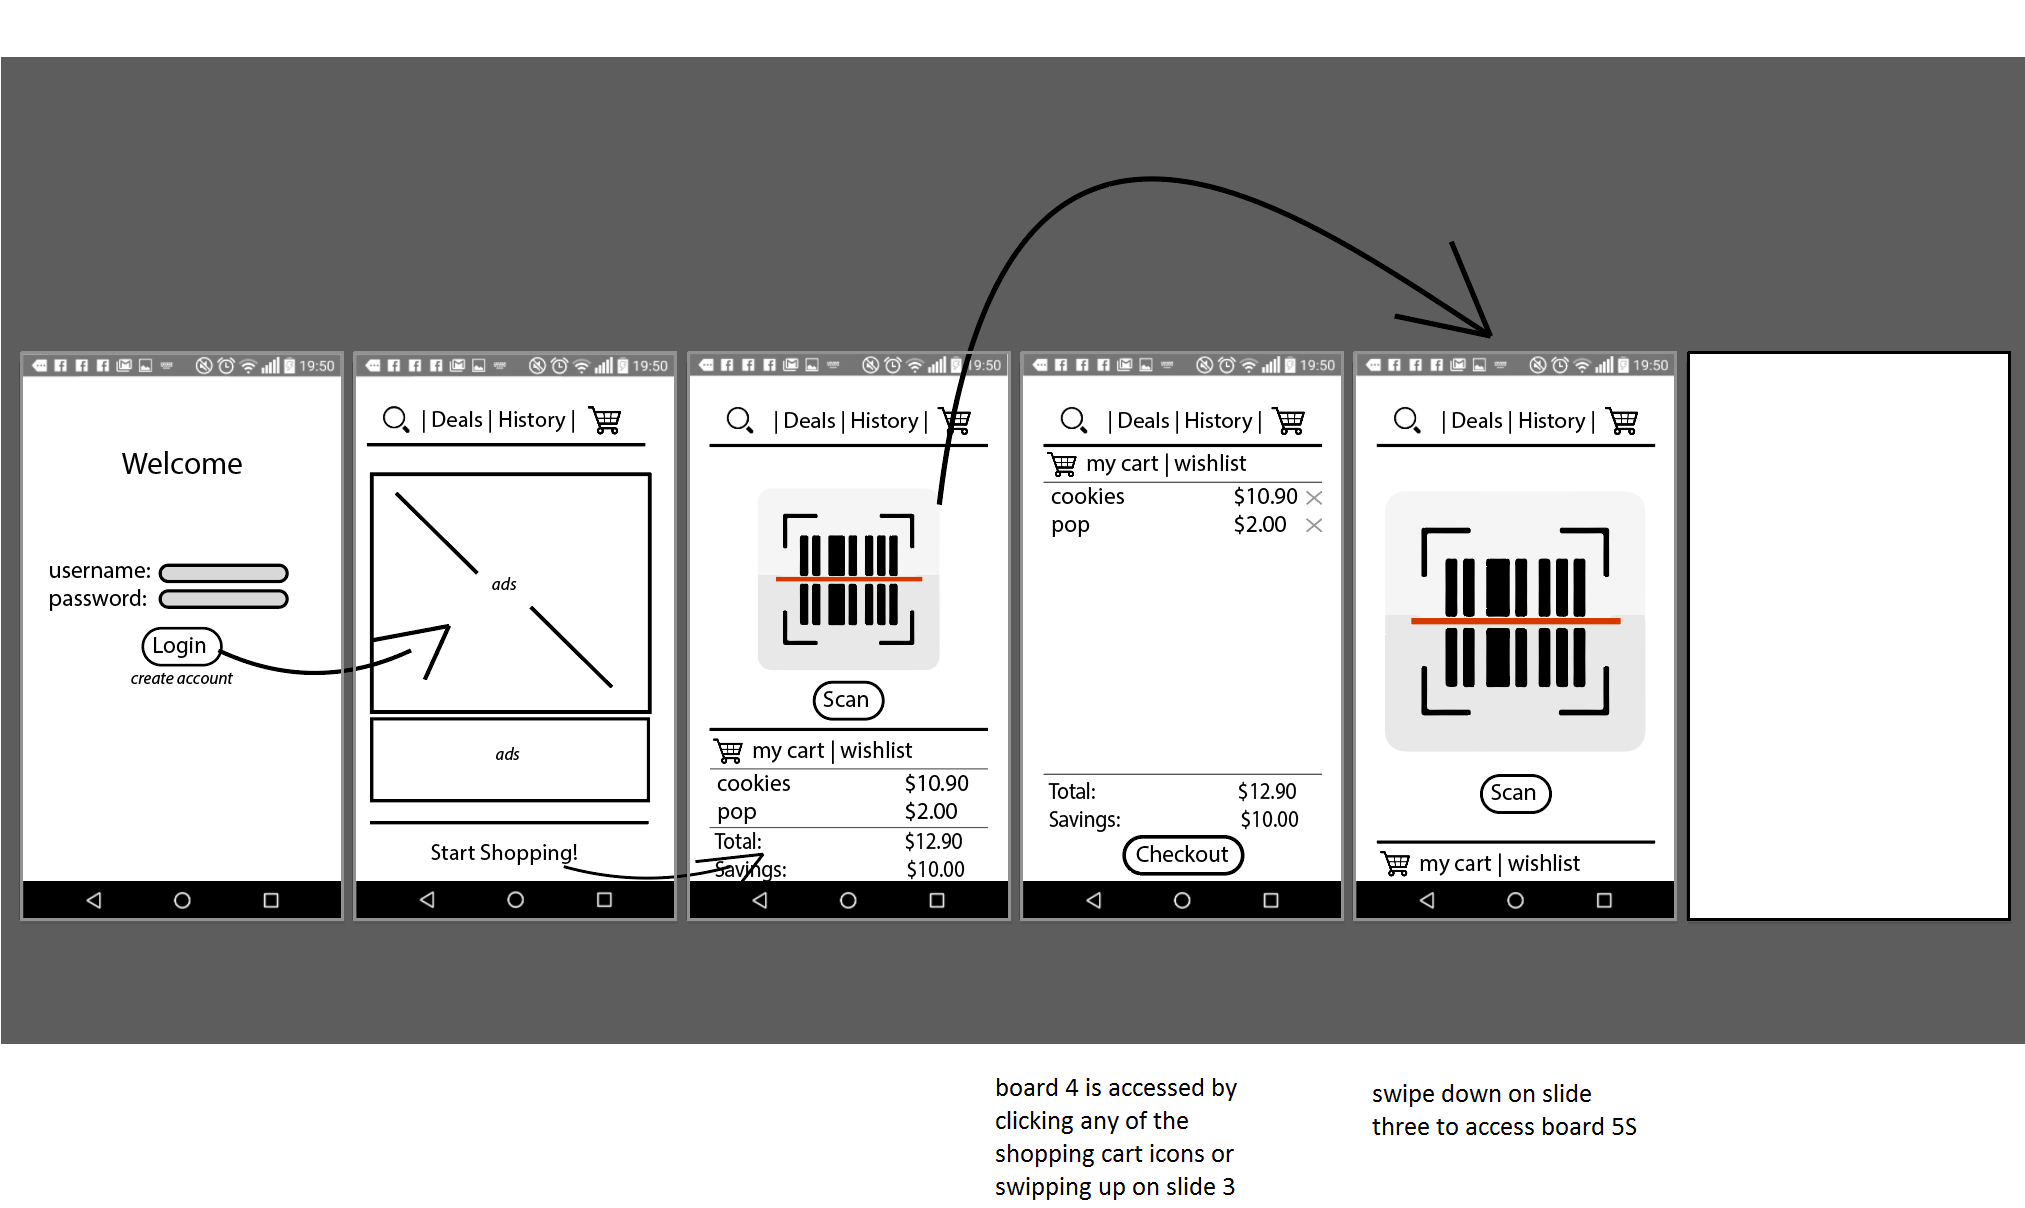 19:50
Welcome
username:
password:
Login
create account
19:50
| Deals | History |
ads
ads
Start Shopping!
19:50
| Deals | History |
Scan
my cart | wishlist
cookies $10.90
pop $2.00
Total: $12.90
Savings: $10.00
19:50
| Deals | History |
my cart | wishlist
cookies $10.90
pop $2.00
Total: $12.90
Savings: $10.00
Checkout
19:50
| Deals | History |
Scan
my cart | wishlist
board 4 is accessed by
clicking any of the
shopping cart icons or
swipping up on slide 3
swipe down on slide
three to access board 5S